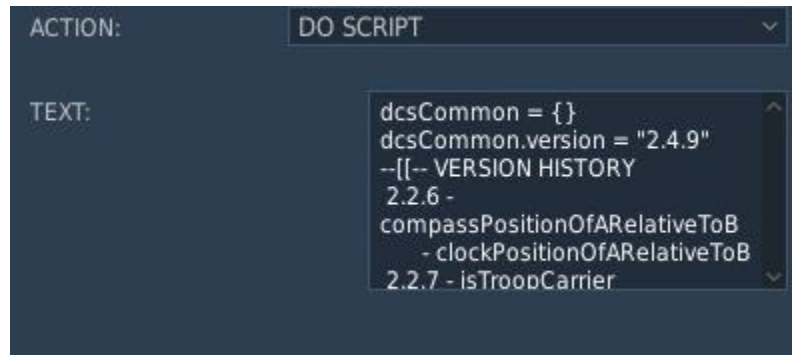 ACTION: DO SCRIPT
TEXT:
dcsCommon = {}
dcsCommon.version = "2.4.9"
--[[-- VERSION HISTORY
2.2.6 -
compassPositionOfARelativeToB
- clockPositionOfARelativeToB
2.2.7 - isTroopCarrier